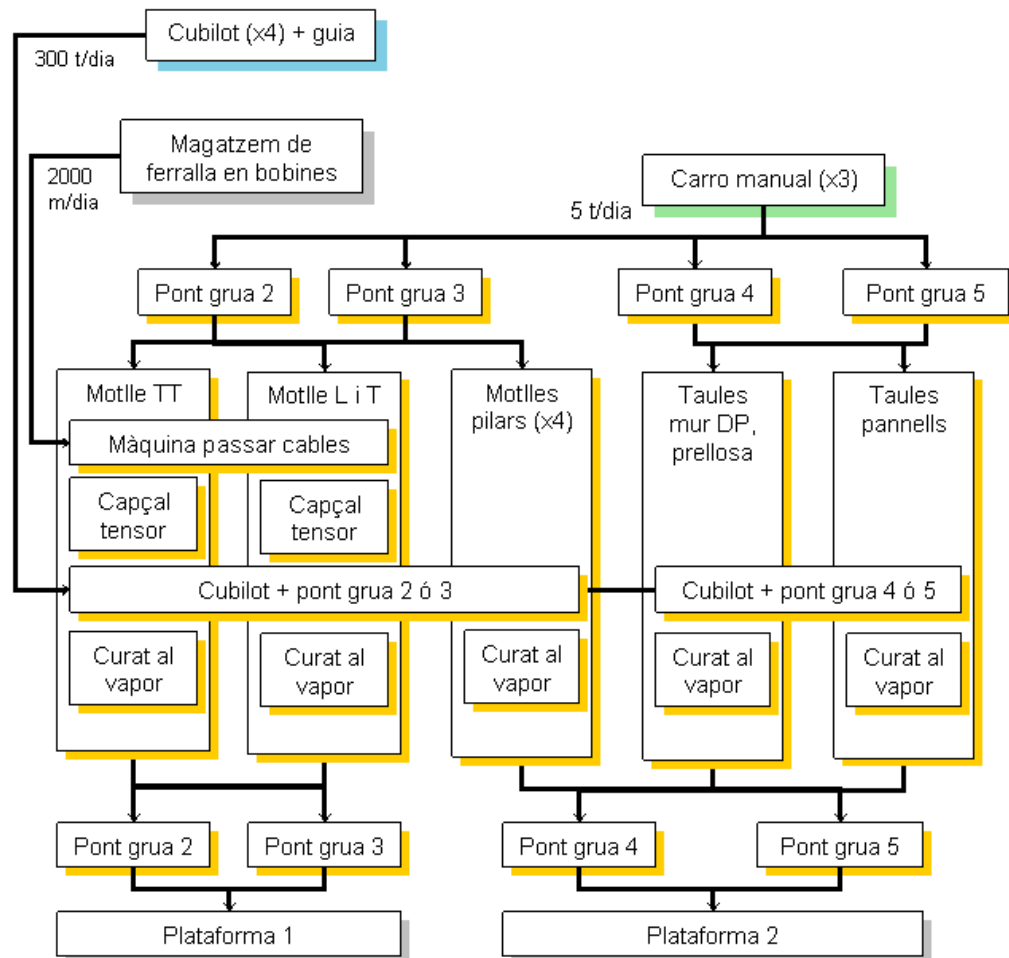 Cubilot (x4) + guia
300 t/dia
Magatzem de
ferralla en bobines
2000
m/dia
Carro manual (x3)
5 t/dia
Pont grua 2
Pont grua 3
Pont grua 4
Pont grua 5
Motlle TT
Motlle L i T
Motlles
pilars (x4)
Taules
mur DP,
prellosa
Taules
pannells
Màquina passar cables
Capçal
tensor
Capçal
tensor
Cubilot + pont grua 2 ó 3
Cubilot + pont grua 4 ó 5
Curat al
vapor
Curat al
vapor
Curat al
vapor
Curat al
vapor
Curat al
vapor
Pont grua 2
Pont grua 3
Pont grua 4
Pont grua 5
Plataforma 1
Plataforma 2